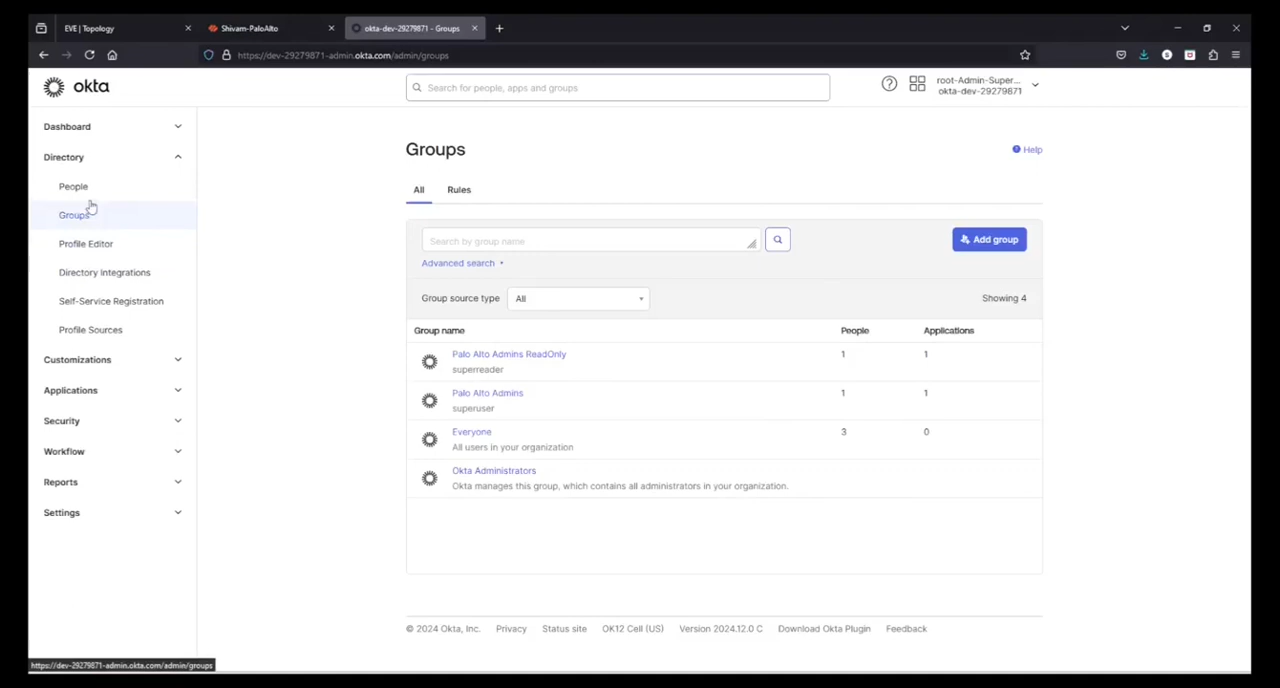 EVE | Topology
Shivam-PaloAlto
okta-dev-29279871 - Groups
https://dev-29279871-admin.okta.com/admin/groups
okta
Search for people, apps and groups
root-Admin-Super...
okta-dev-29279871
Dashboard
Directory
People
Groups
Profile Editor
Directory Integrations
Self-Service Registration
Profile Sources
Customizations
Applications
Security
Workflow
Reports
Settings
Groups
Help
All Rules
Search by group name
Add group
Advanced search
Group source type All Showing 4
Group name People Applications
Palo Alto Admins ReadOnly 1 1
superreader
Palo Alto Admins 1 1
superuser
Everyone 3 0
All users in your organization
Okta Administrators
Okta manages this group, which contains all administrators in your organization.
© 2024 Okta, Inc. Privacy Status site OK12 Cell (US) Version 2024.12.0 C Download Okta Plugin Feedback
https://dev-29279871-admin.okta.com/admin/groups